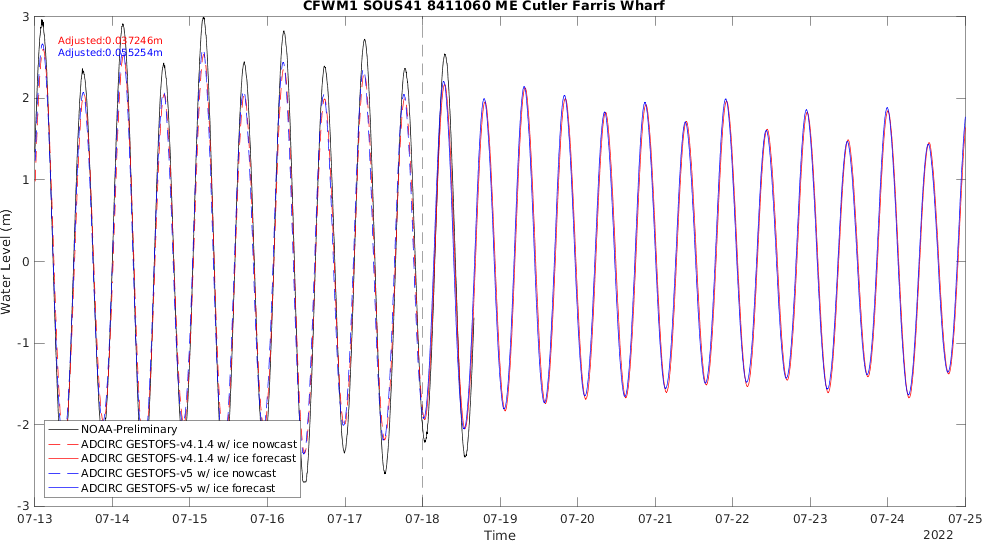 CFWM1 SOUS41 8411060 ME Cutler Farris Wharf
Adjusted:0.037246m
Adjusted:0.055254m
3
2
1
0
-1
-2
-3
Water Level (m)
NOAA-Preliminary
ADCIRC GESTOFS-v4.1.4 w/ ice nowcast
ADCIRC GESTOFS-v4.1.4 w/ ice forecast
ADCIRC GESTOFS-v5 w/ ice nowcast
ADCIRC GESTOFS-v5 w/ ice forecast
07-13 07-14 07-15 07-16 07-17 07-18 07-19 07-20 07-21 07-22 07-23 07-24 07-25
Time
2022